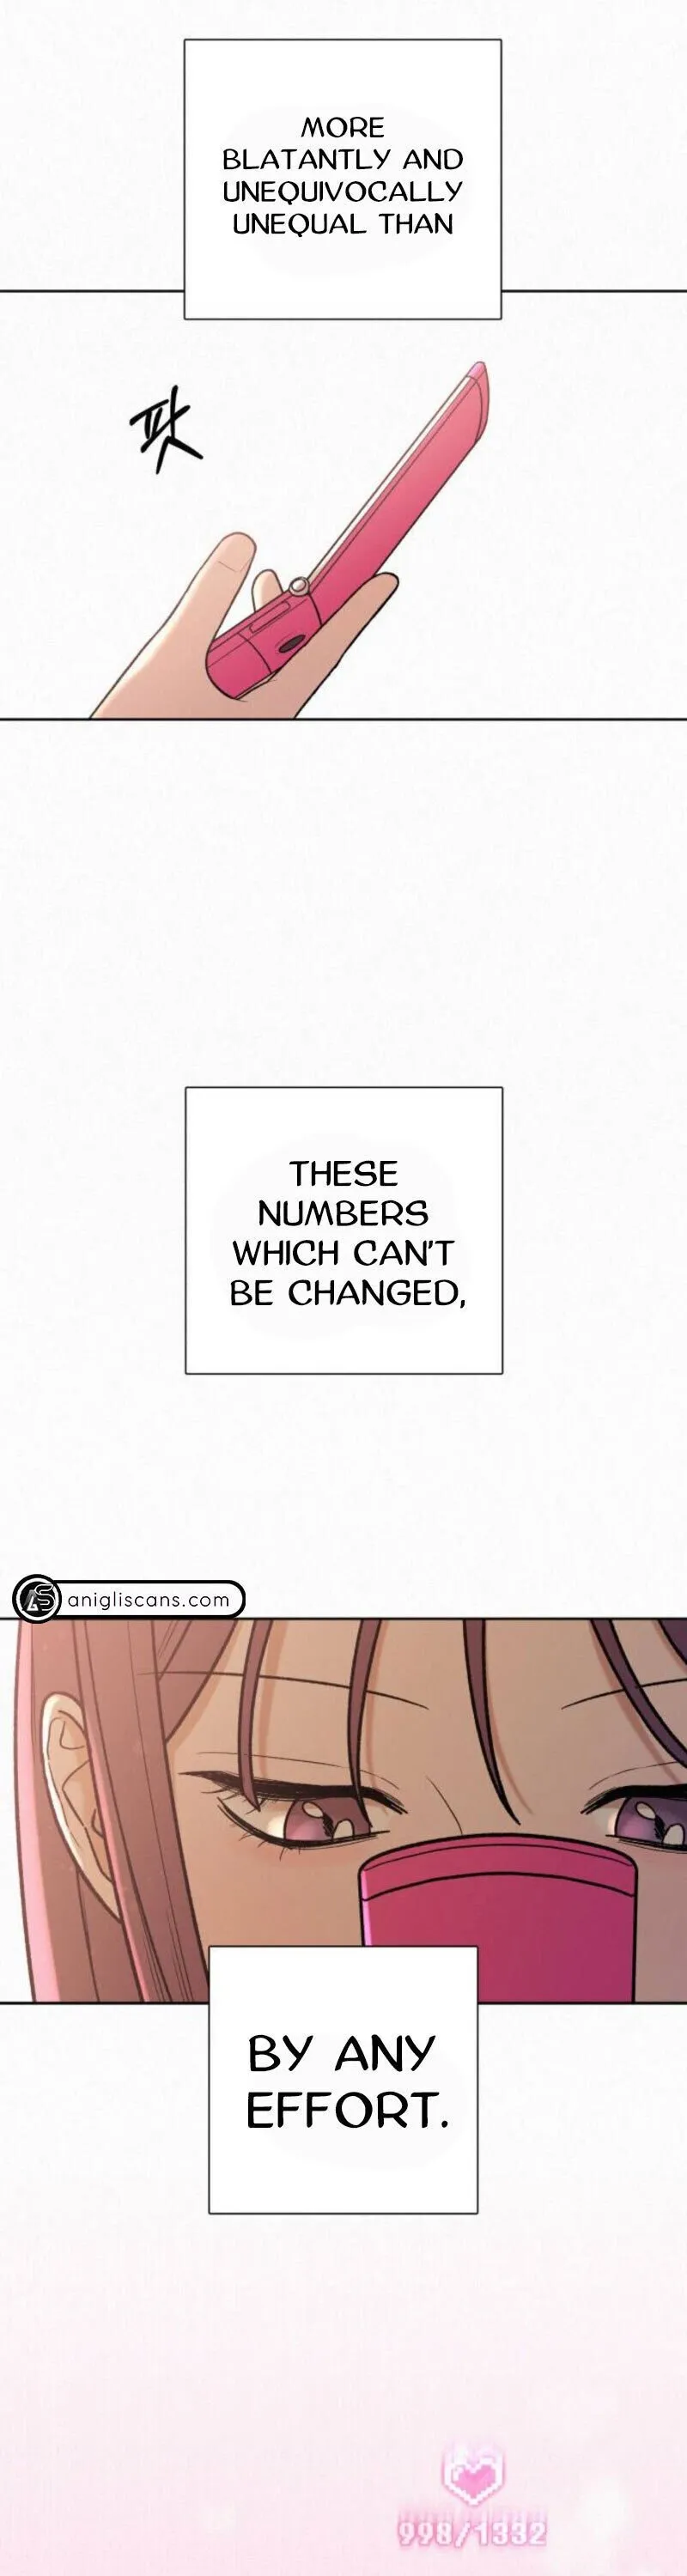 MORE
BLATANTLY AND
UNEQUIVOCALLY
UNEQUAL THAN
팟
THESE
NUMBERS
WHICH CAN'T
BE CHANGED,
AS anigliscans.com
BY ANY
EFFORT.
998/1332